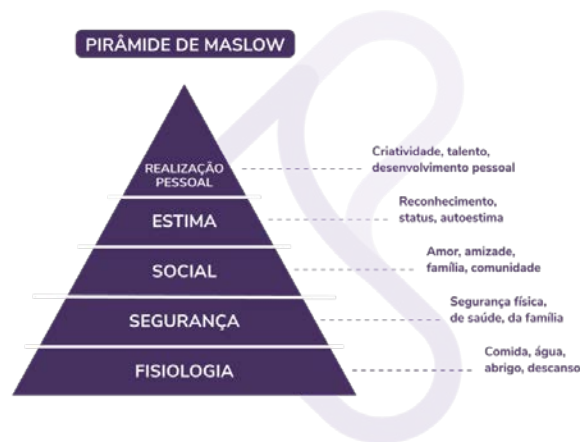 PIRÂMIDE DE MASLOW
REALIZAÇÃO
PESSOAL
Criatividade, talento,
desenvolvimento pessoal
ESTIMA
Reconhecimento,
status, autoestima
SOCIAL
Amor, amizade,
família, comunidade
SEGURANÇA
Segurança física,
de saúde, da família
FISIOLOGIA
Comida, água,
abrigo, descanso